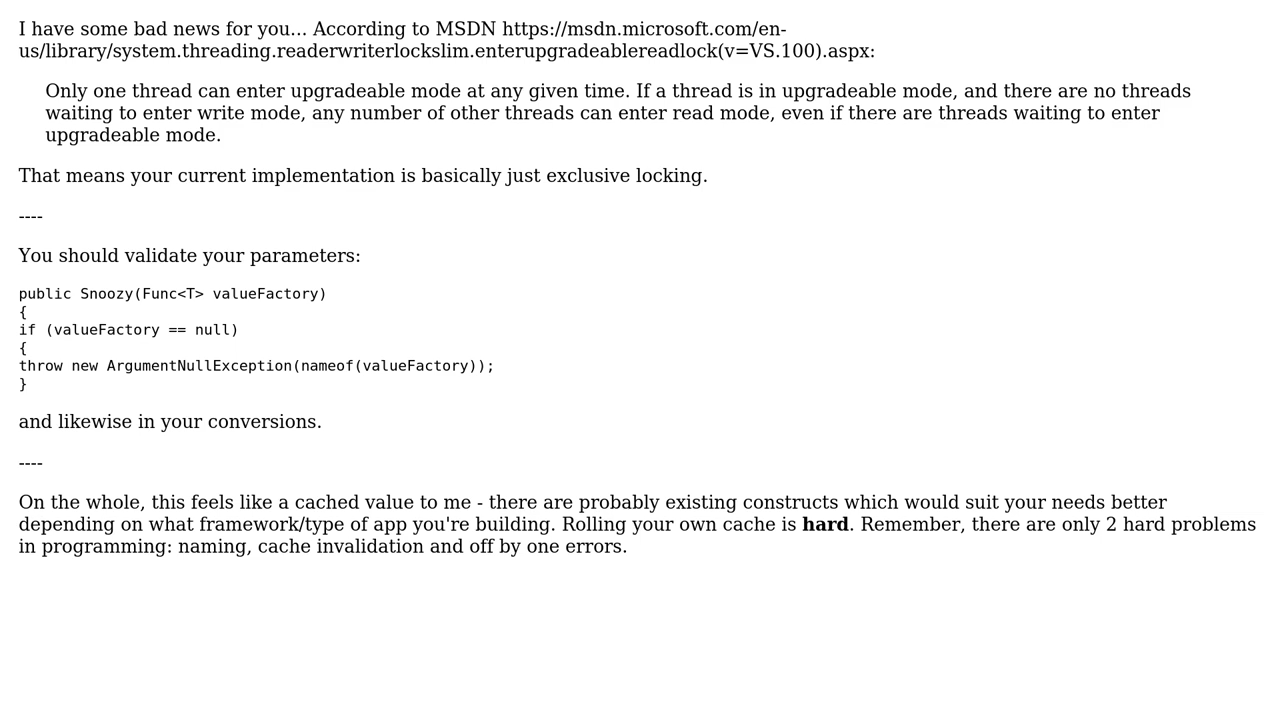 I have some bad news for you... According to MSDN https://msdn.microsoft.com/en-
us/library/system.threading.readerwriterlockslim.enterupgradeablereadlock(v=VS.100).aspx:
Only one thread can enter upgradeable mode at any given time. If a thread is in upgradeable mode, and there are no threads
waiting to enter write mode, any number of other threads can enter read mode, even if there are threads waiting to enter
upgradeable mode.
That means your current implementation is basically just exclusive locking.
----
You should validate your parameters:
public Snoozy(Func<T> valueFactory)
{
if (valueFactory == null)
{
throw new ArgumentNullException(nameof(valueFactory));
}
and likewise in your conversions.
----
On the whole, this feels like a cached value to me - there are probably existing constructs which would suit your needs better
depending on what framework/type of app you're building. Rolling your own cache is hard. Remember, there are only 2 hard problems
in programming: naming, cache invalidation and off by one errors.